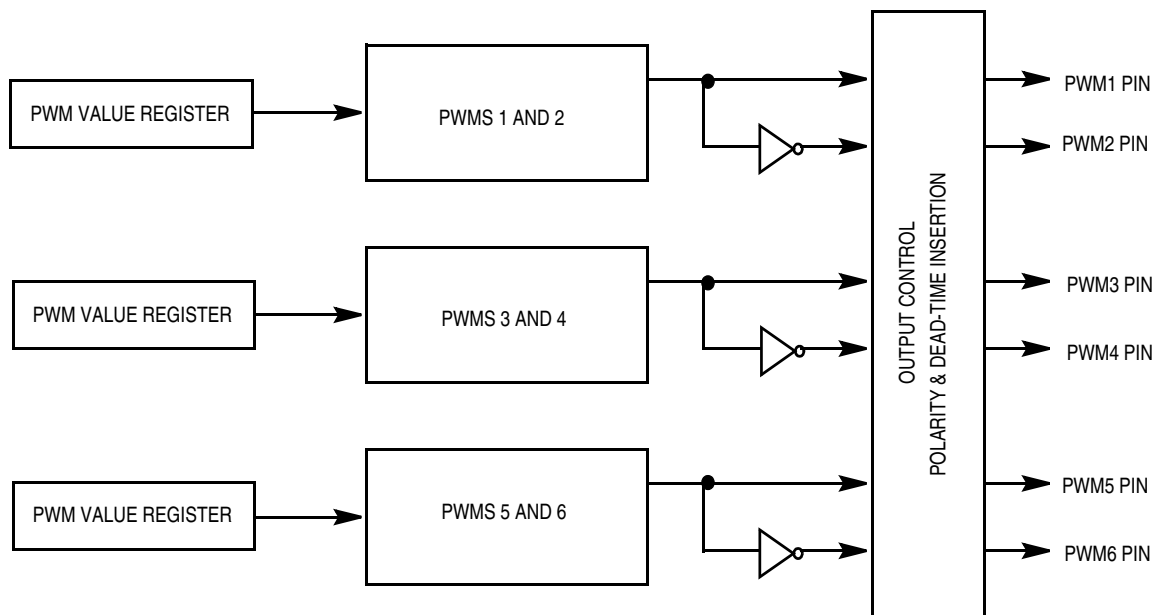 PWM VALUE REGISTER
PWMS 1 AND 2
PWM1 PIN
PWM2 PIN
PWM VALUE REGISTER
PWMS 3 AND 4
PWM3 PIN
PWM4 PIN
PWM VALUE REGISTER
PWMS 5 AND 6
PWM5 PIN
PWM6 PIN
OUTPUT CONTROL
POLARITY & DEAD-TIME INSERTION